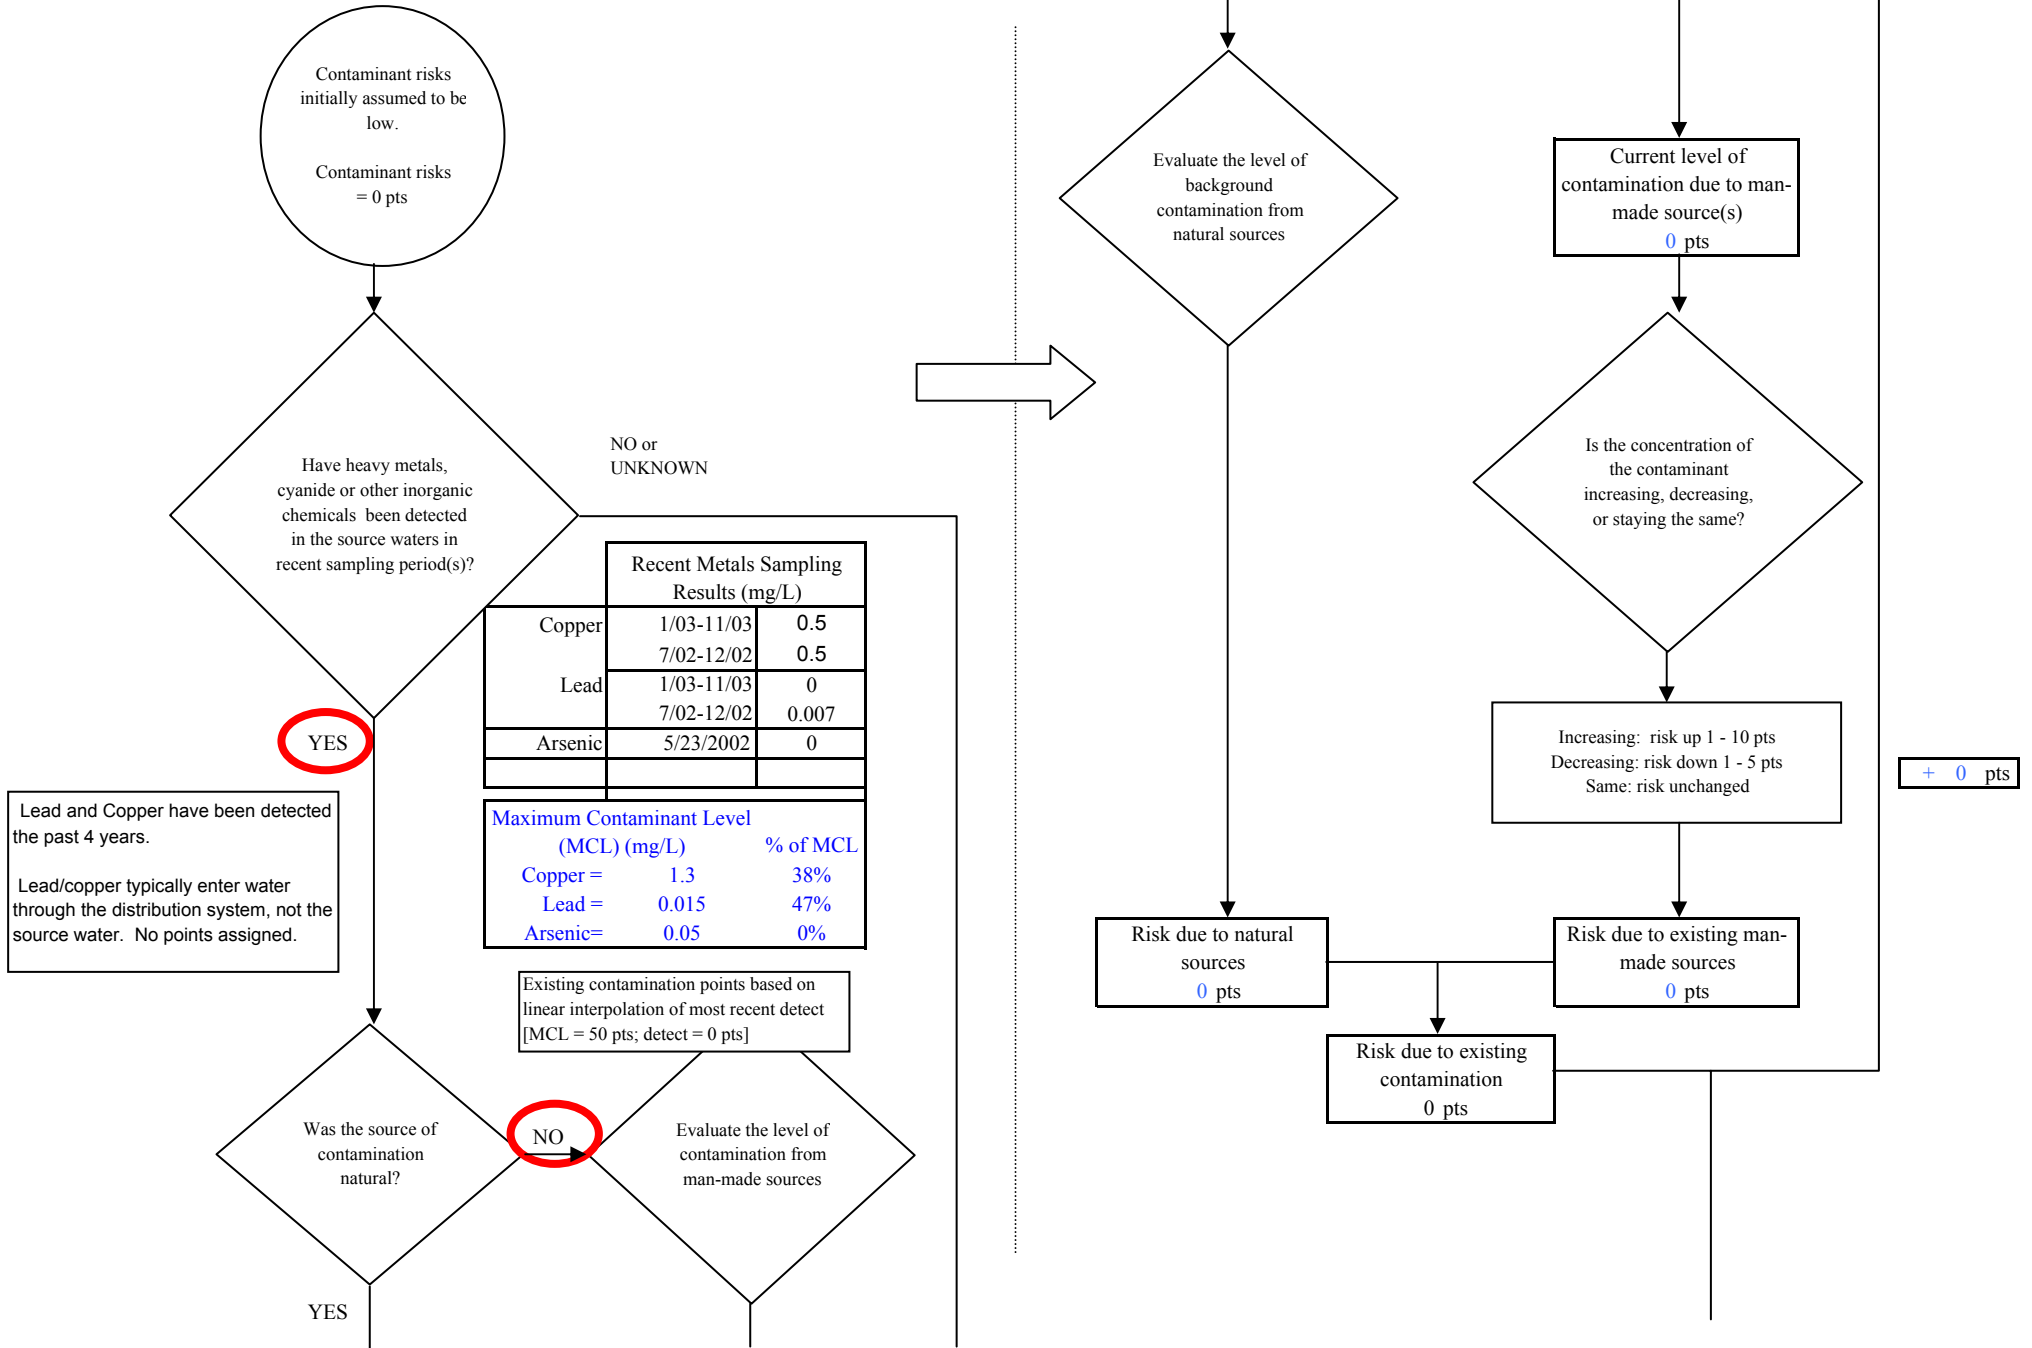 Contaminant risks
initially assumed to be
low.
Contaminant risks
= 0 pts
Have heavy metals,
cyanide or other inorganic
chemicals been detected
in the source waters in
recent sampling period(s)?
NO or
UNKNOWN
YES
Recent Metals Sampling
Results (mg/L)
Copper 1/03-11/03 0.5
7/02-12/02 0.5
Lead 1/03-11/03 0
7/02-12/02 0.007
Arsenic 5/23/2002 0
Maximum Contaminant Level
(MCL) (mg/L) % of MCL
Copper = 1.3 38%
Lead = 0.015 47%
Arsenic= 0.05 0%
Lead and Copper have been detected
the past 4 years.
Lead/copper typically enter water
through the distribution system, not the
source water. No points assigned.
Existing contamination points based on
linear interpolation of most recent detect
[MCL = 50 pts; detect = 0 pts]
Was the source of
contamination
natural?
NO
Evaluate the level of
contamination from
man-made sources
YES
Evaluate the level of
background
contamination from
natural sources
Current level of
contamination due to man-
made source(s)
0 pts
Is the concentration of
the contaminant
increasing, decreasing,
or staying the same?
Increasing: risk up 1 - 10 pts
Decreasing: risk down 1 - 5 pts
Same: risk unchanged
+ 0 pts
Risk due to natural
sources
0 pts
Risk due to existing man-
made sources
0 pts
Risk due to existing
contamination
0 pts